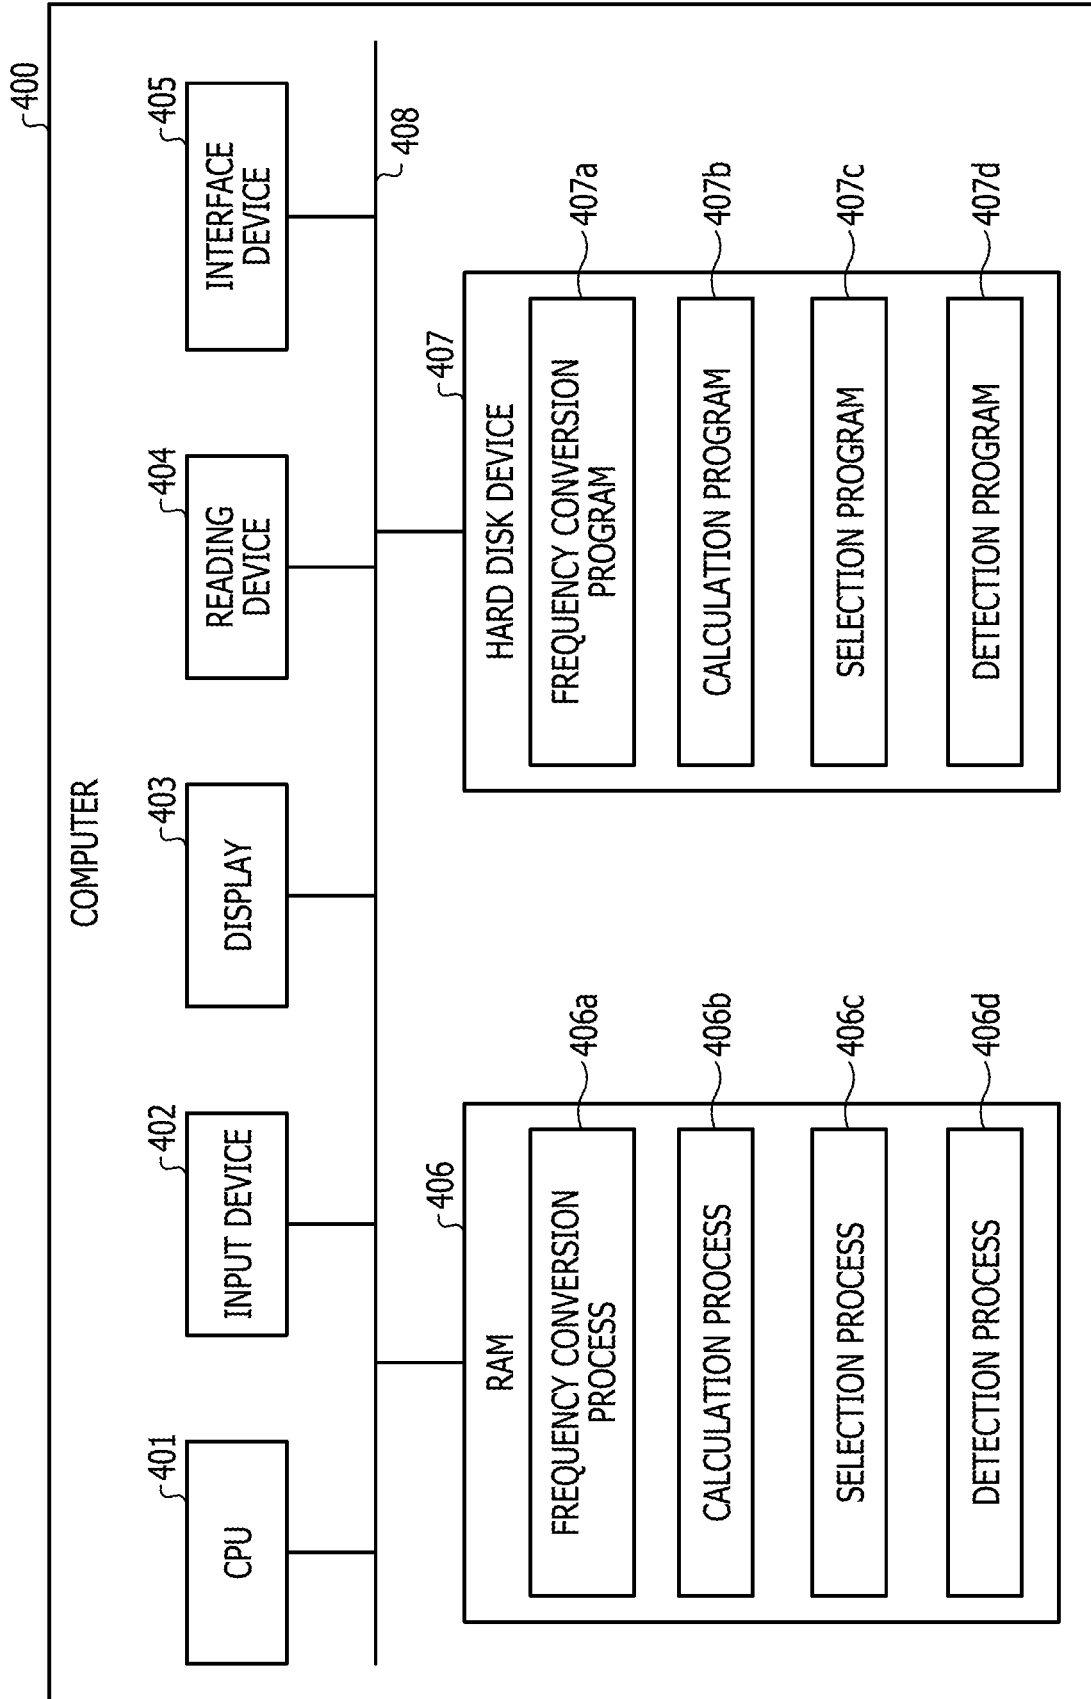 400
COMPUTER
401
CPU
402
INPUT DEVICE
403
DISPLAY
404
READING
DEVICE
405
INTERFACE
DEVICE
408
406
RAM
FREQUENCY CONVERSION
PROCESS
406a
CALCULATION PROCESS
406b
SELECTION PROCESS
406c
DETECTION PROCESS
406d
407
HARD DISK DEVICE
FREQUENCY CONVERSION
PROGRAM
407a
CALCULATION PROGRAM
407b
SELECTION PROGRAM
407c
DETECTION PROGRAM
407d